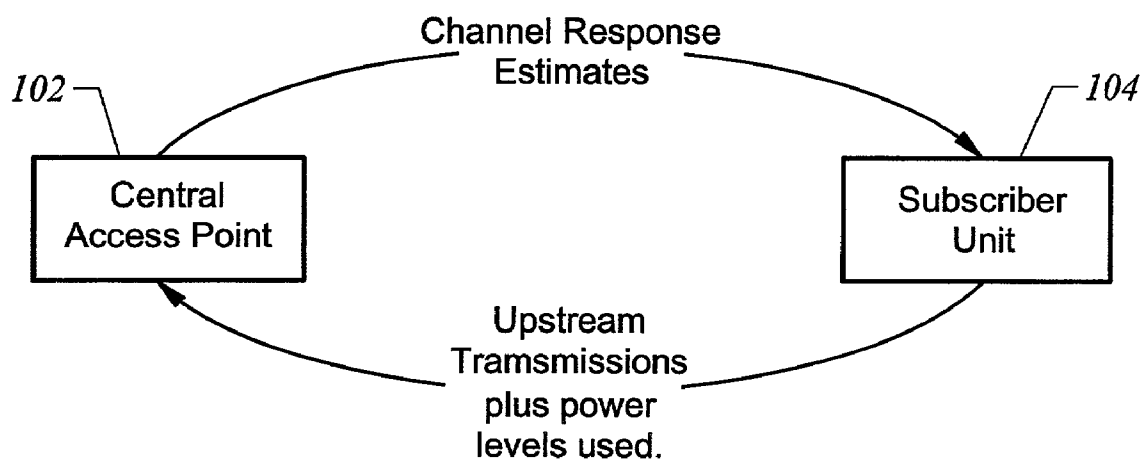 Channel Response
Estimates
102
104
Central
Access Point
Subscriber
Unit
Upstream
Tramsmissions
plus power
levels used.